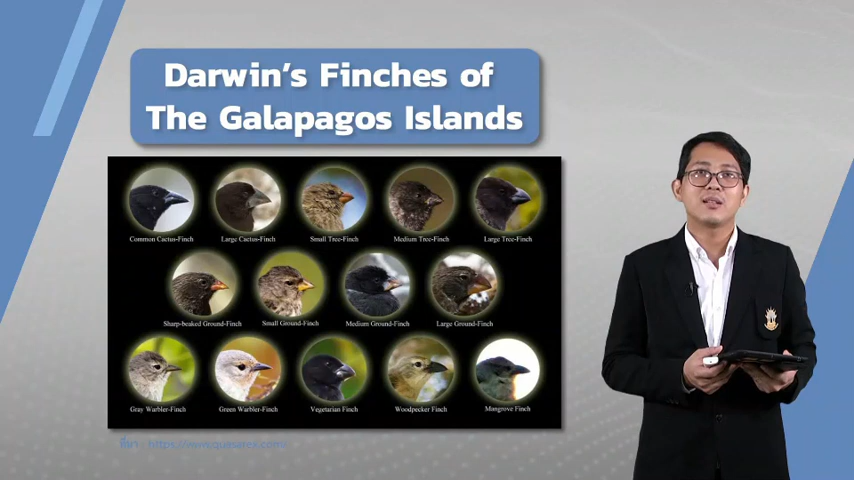 Darwin's Finches of
The Galapagos Islands
Common Cactus-Finch
Large Cactus-Finch
Small Tree-Finch
Medium Tree-Finch
Large Tree-Finch
Sharp-beaked Ground-Finch
Small Ground-Finch
Medium Ground-Finch
Large Ground-Finch
Gray Warbler-Finch
Green Warbler-Finch
Vegetarian Finch
Woodpecker Finch
Mangrove Finch
ที่มา :